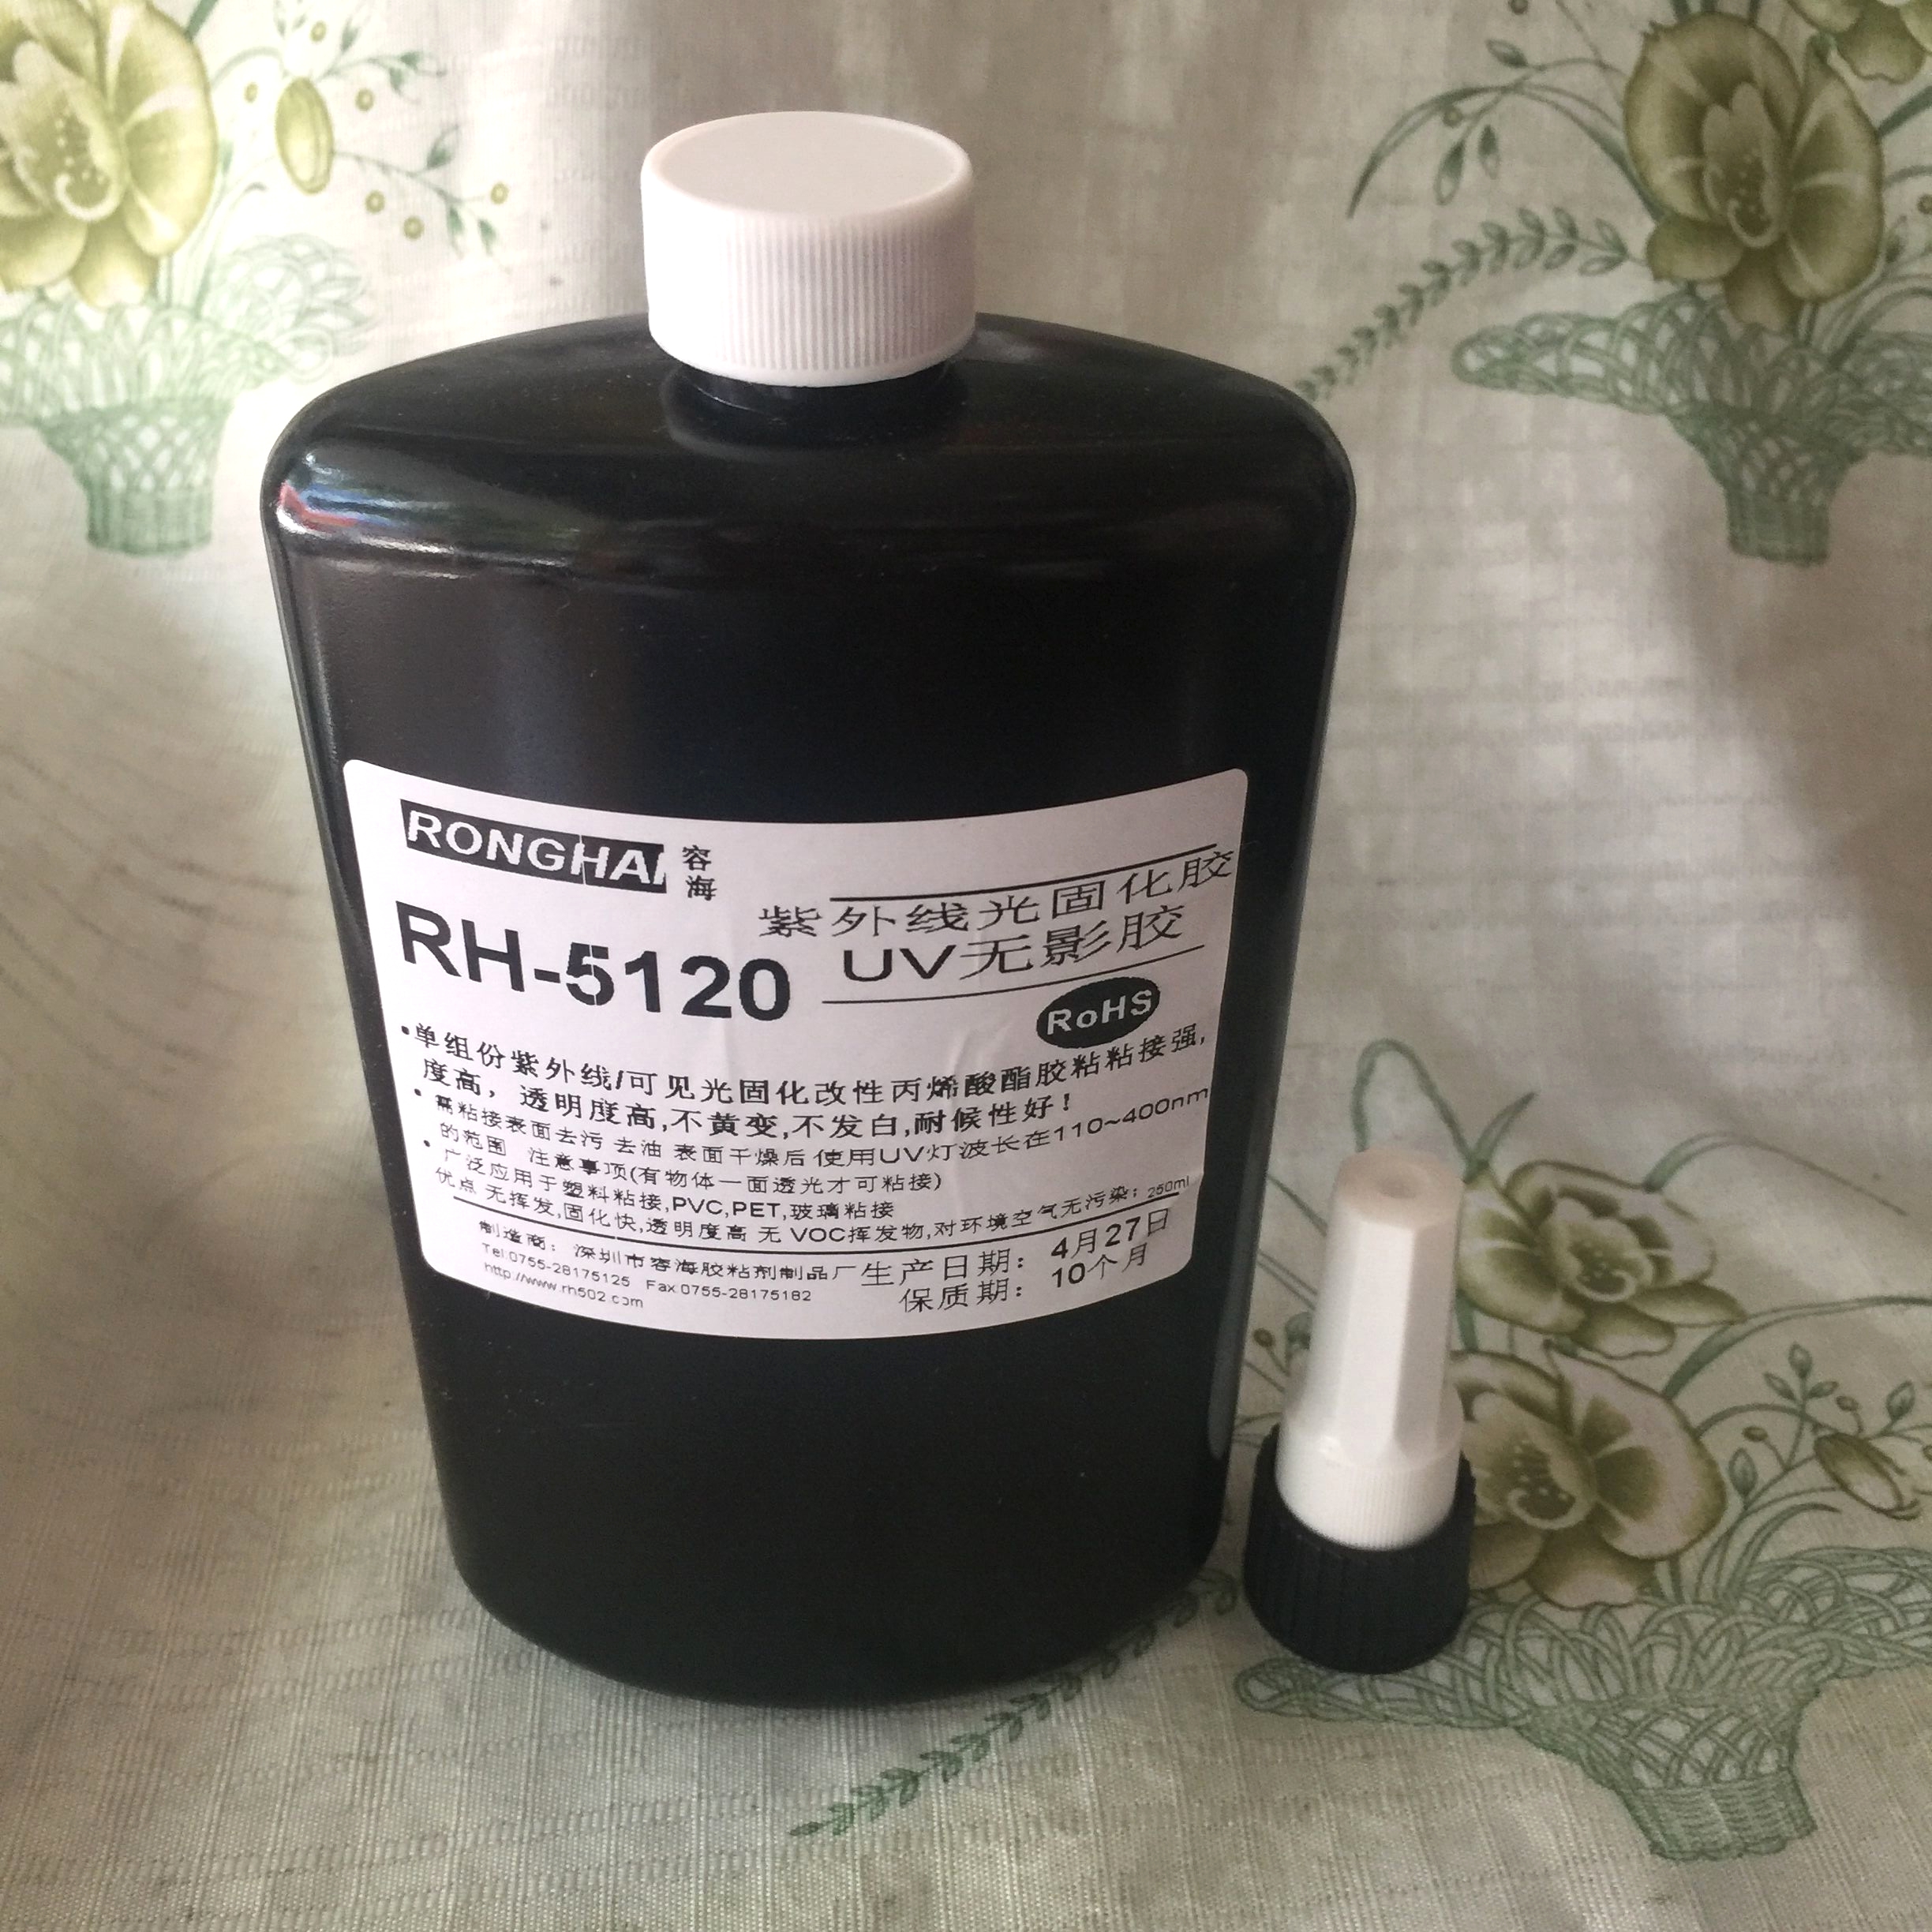 RONGHAI 容海
紫外线光固化胶
RH-5120 UV无影胶
RoHS
•单组份紫外线/可见光固化改性丙烯酸酯胶粘粘接强,
度高，透明度高,不黄变,不发白,耐候性好！
• 需粘接表面去污 去油 表面干燥后使用UV灯波长在110~400nm
的范围 注意事项(有物体一面透光才可粘接)
• 广泛应用于塑料粘接,PVC,PET,玻璃粘接
优点 无挥发,固化快,透明度高 无 VOC挥发物,对环境空气无污染; 250ml
制造商：深圳市容海胶粘剂制品厂
Tel:0755-28175125 Fax:0755-28175182
http://www.rh502.com
生产日期：4月27日
保质期：10个月